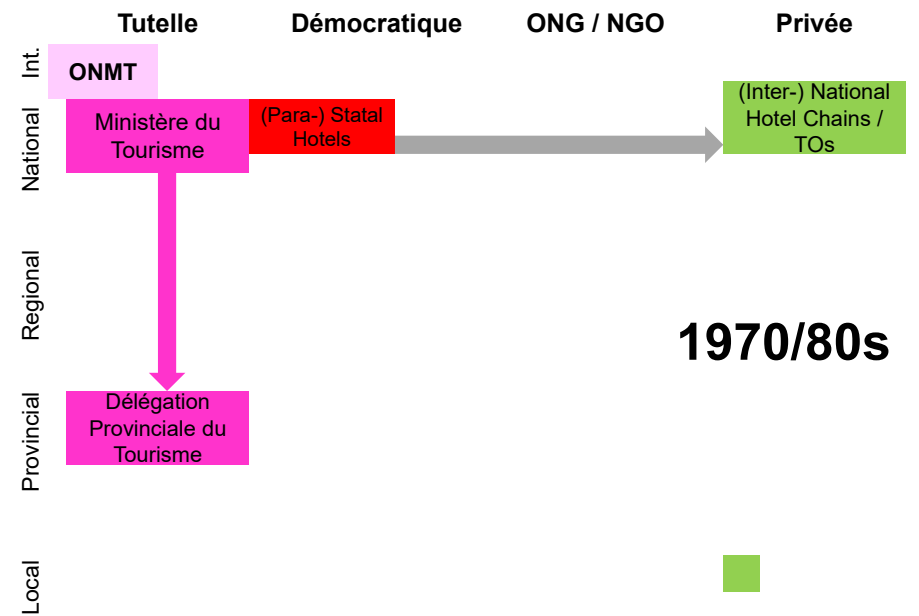 Tutelle
Démocratique
ONG / NGO
Privée
Int.
ONMT
National
Ministère du
Tourisme
(Para-) Statal
Hotels
(Inter-) National
Hotel Chains /
TOs
Regional
1970/80s
Provincial
Délégation
Provinciale du
Tourisme
Local